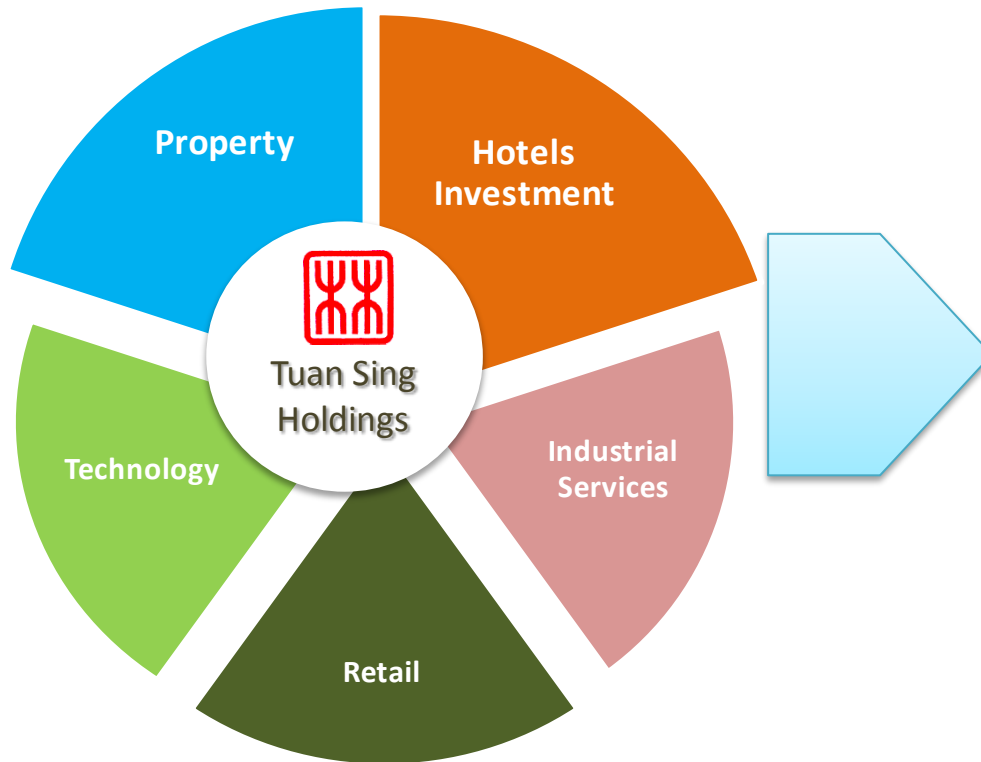 Property
Hotels
Investment
Tuan Sing
Holdings
Technology
Industrial
Services
Retail